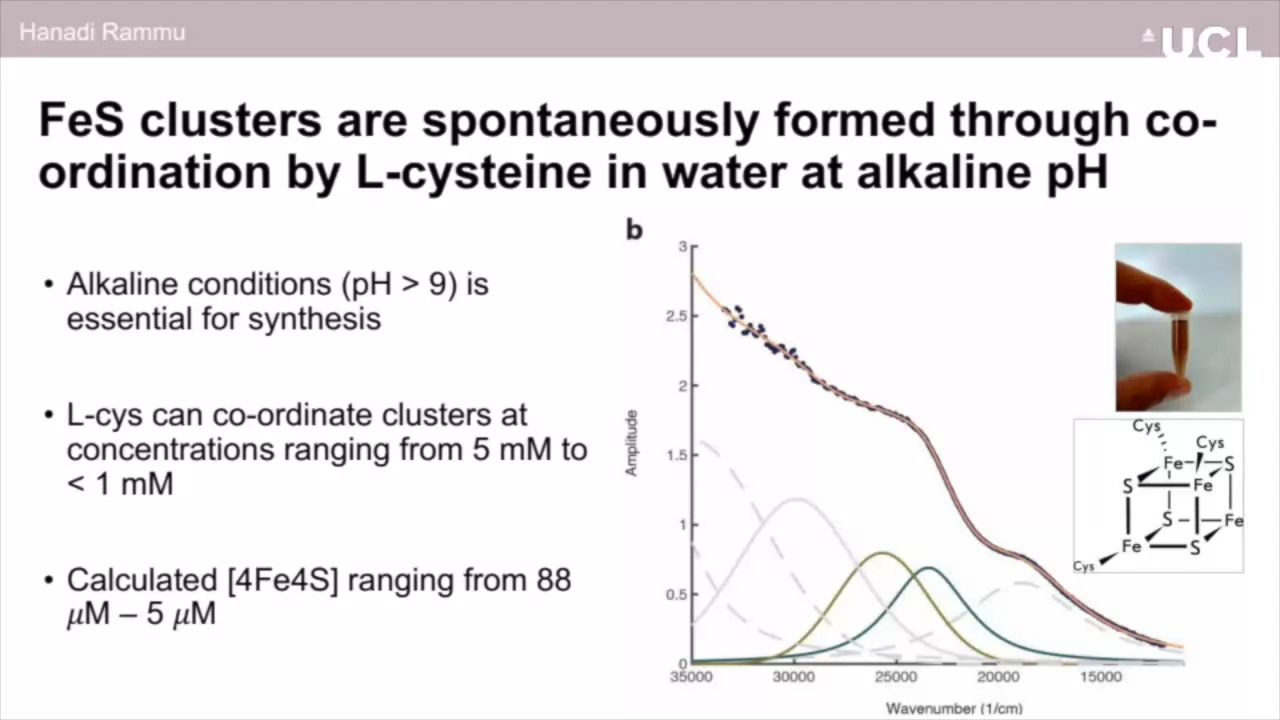 Hanadi Rammu
UCL
FeS clusters are spontaneously formed through co-
ordination by L-cysteine in water at alkaline pH
• Alkaline conditions (pH > 9) is
essential for synthesis
• L-cys can co-ordinate clusters at
concentrations ranging from 5 mM to
< 1 mM
• Calculated [4Fe4S] ranging from 88
𝜇M – 5 𝜇M
b
3
2.5
2
1.5
1
0.5
0
Amplitude
35000 30000 25000 20000 15000
Wavenumber (1/cm)
Cys
Cys
Fe S
S Fe
S Fe
Fe S
Cys